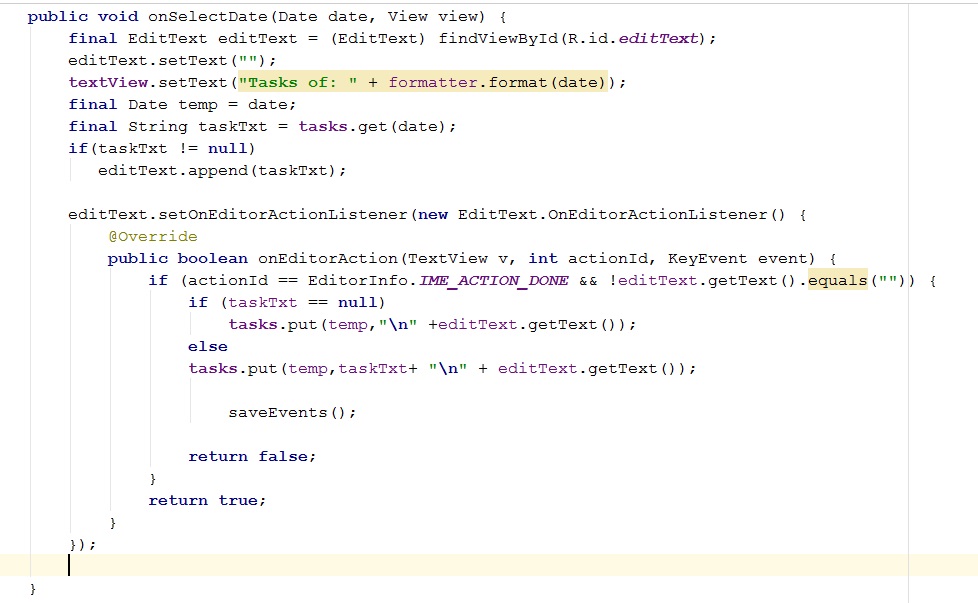 public void onSelectDate(Date date, View view) {
final EditText editText = (EditText) findViewById(R.id.editText);
editText.setText("");
textView.setText("Tasks of: " + formatter.format(date));
final Date temp = date;
final String taskTxt = tasks.get(date);
if(taskTxt != null)
editText.append(taskTxt);
editText.setOnEditorActionListener(new EditText.OnEditorActionListener() {
@Override
public boolean onEditorAction(TextView v, int actionId, KeyEvent event) {
if (actionId == EditorInfo.IME_ACTION_DONE && !editText.getText().equals("")) {
if (taskTxt == null)
tasks.put(temp,"\n" +editText.getText());
else
tasks.put(temp,taskTxt+ "\n" + editText.getText());
saveEvents();
return false;
}
return true;
}
});
}